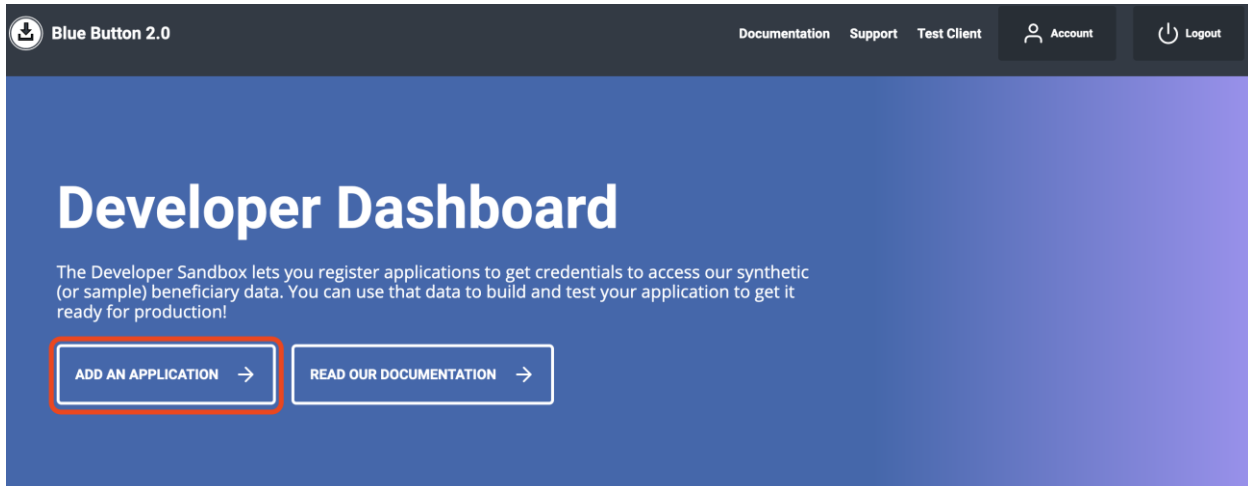 Blue Button 2.0
Documentation Support Test Client Account Logout
Developer Dashboard
The Developer Sandbox lets you register applications to get credentials to access our synthetic
(or sample) beneficiary data. You can use that data to build and test your application to get it
ready for production!
ADD AN APPLICATION →
READ OUR DOCUMENTATION →